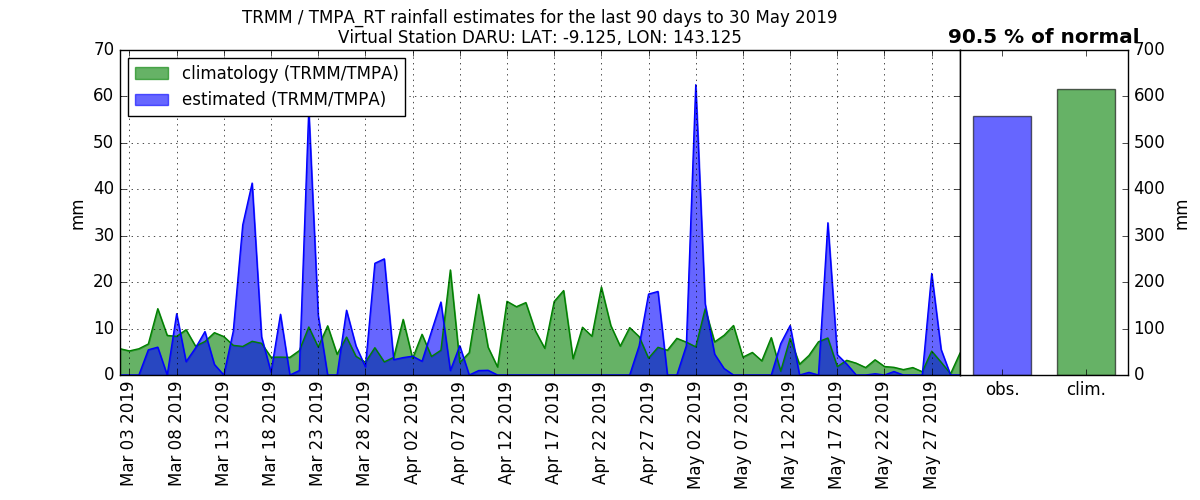 TRMM / TMPA_RT rainfall estimates for the last 90 days to 30 May 2019
Virtual Station DARU: LAT: -9.125, LON: 143.125
90.5 % of normal
climatology (TRMM/TMPA)
estimated (TRMM/TMPA)
70
60
50
40
30
20
10
0
mm
Mar 03 2019
Mar 08 2019
Mar 13 2019
Mar 18 2019
Mar 23 2019
Mar 28 2019
Apr 02 2019
Apr 07 2019
Apr 12 2019
Apr 17 2019
Apr 22 2019
Apr 27 2019
May 02 2019
May 07 2019
May 12 2019
May 17 2019
May 22 2019
May 27 2019
700
600
500
400
300
200
100
0
mm
obs.
clim.